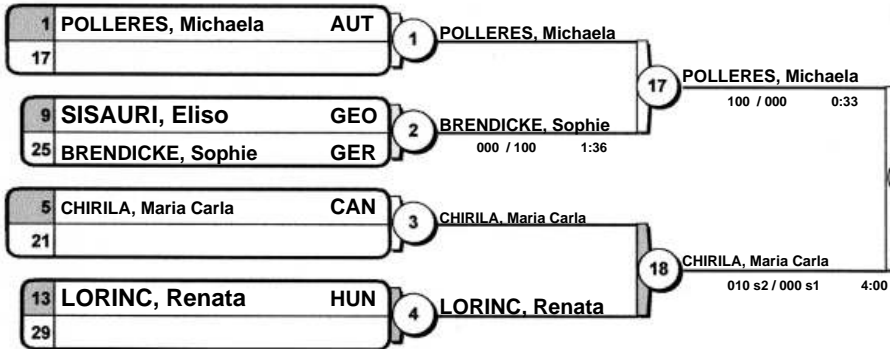 1 POLLERES, Michaela AUT
17
1
POLLERES, Michaela
9 SISAURI, Eliso GEO
25 BRENDICKE, Sophie GER
2
BRENDICKE, Sophie
000 / 100 1:36
17
POLLERES, Michaela
100 / 000 0:33
5 CHIRILA, Maria Carla CAN
21
3
CHIRILA, Maria Carla
13 LORINC, Renata HUN
29
4
LORINC, Renata
18
CHIRILA, Maria Carla
010 s2 / 000 s1 4:00